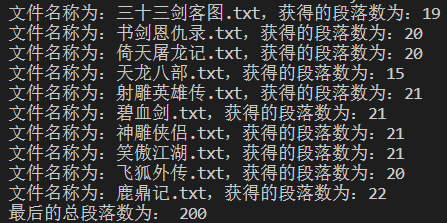 文件名称为：三十三剑客图.txt，获得的段落数为：19
文件名称为：书剑恩仇录.txt，获得的段落数为：20
文件名称为：倚天屠龙记.txt，获得的段落数为：20
文件名称为：天龙八部.txt，获得的段落数为：15
文件名称为：射雕英雄传.txt，获得的段落数为：21
文件名称为：碧血剑.txt，获得的段落数为：21
文件名称为：神雕侠侣.txt，获得的段落数为：21
文件名称为：笑傲江湖.txt，获得的段落数为：21
文件名称为：飞狐外传.txt，获得的段落数为：20
文件名称为：鹿鼎记.txt，获得的段落数为：22
最后的总段落数为： 200